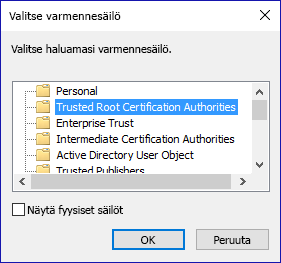 Valitse varmennesäilö
Valitse haluamasi varmennesäilö.
Personal
Trusted Root Certification Authorities
Enterprise Trust
Intermediate Certification Authorities
Active Directory User Object
Trusted Publishers
Näytä fyysiset säilöt
OK
Peruuta